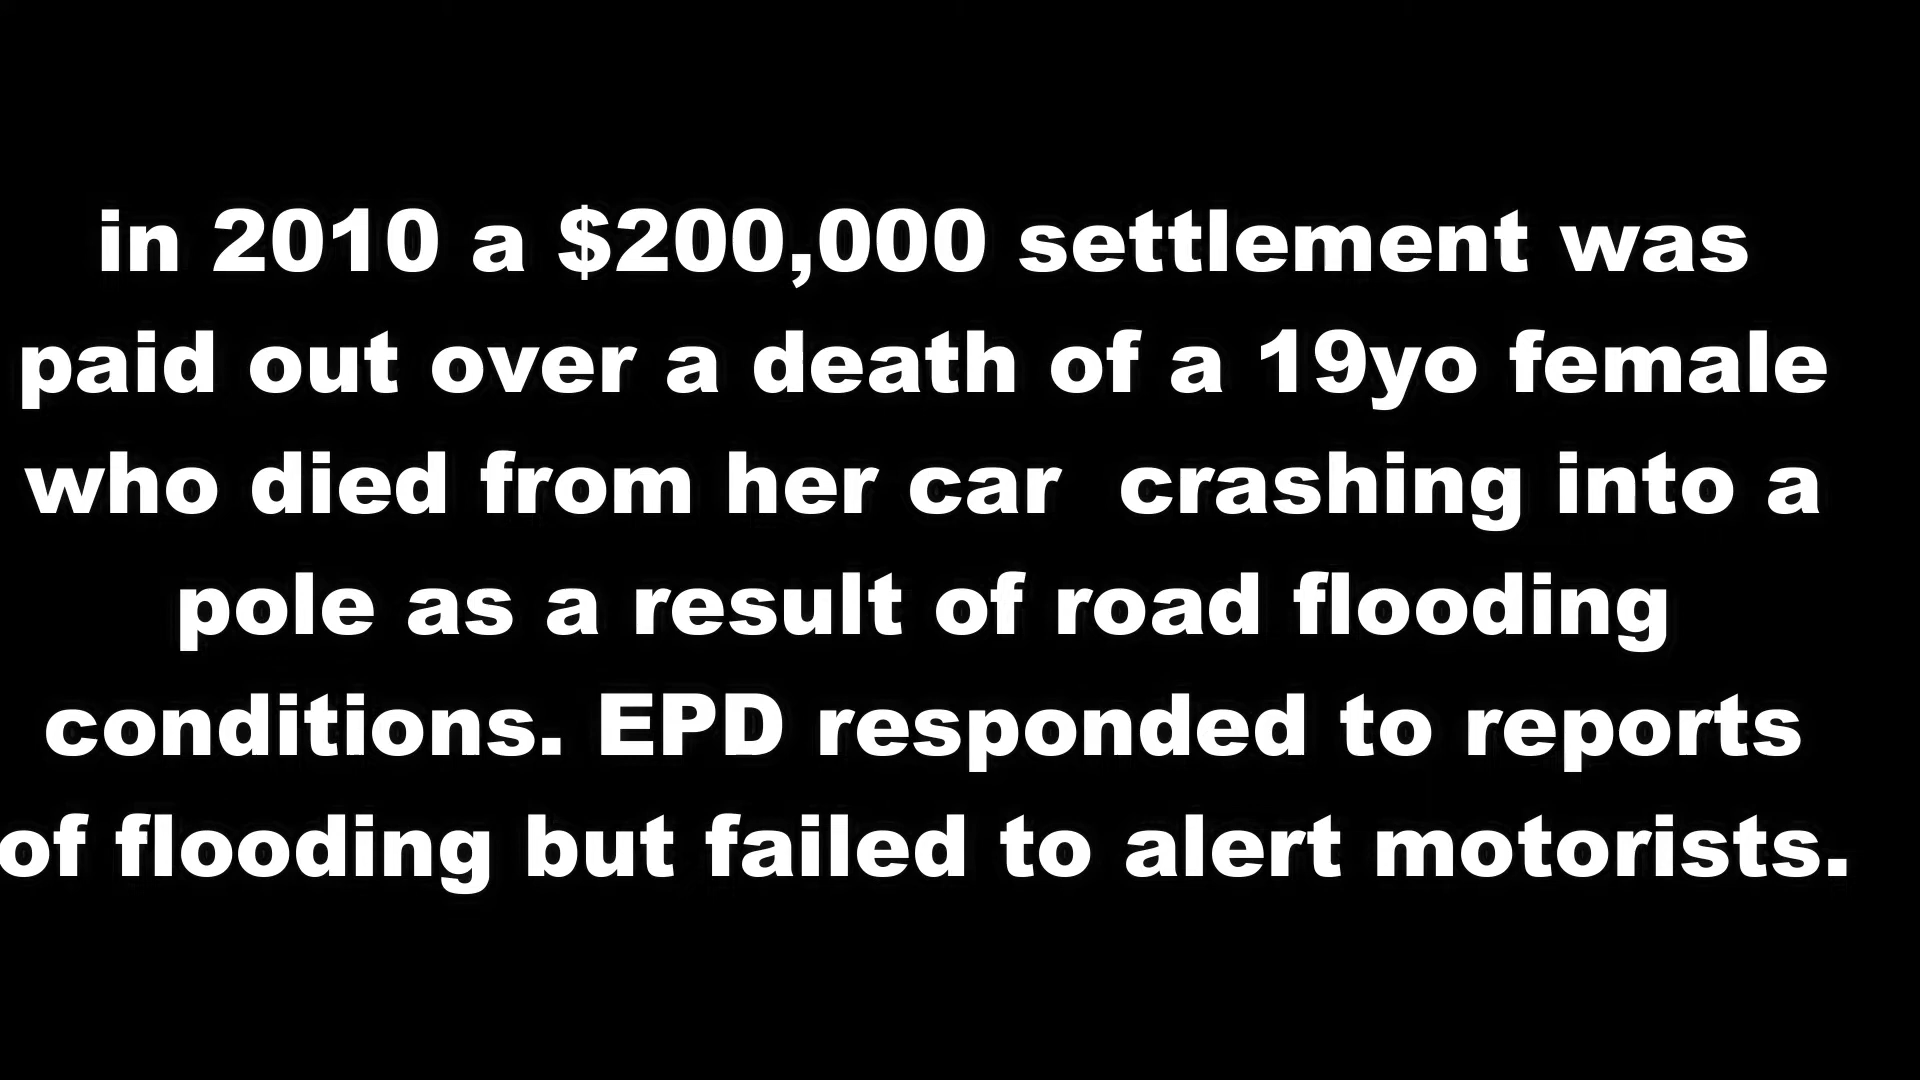 in 2010 a $200,000 settlement was
paid out over a death of a 19yo female
who died from her car  crashing into a
pole as a result of road flooding
conditions. EPD responded to reports
of flooding but failed to alert motorists.